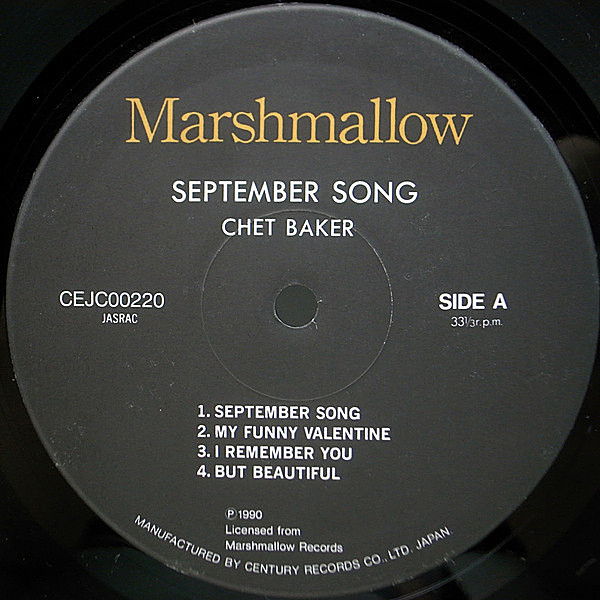 Marshmallow
SEPTEMBER SONG
CHET BAKER
CEJC00220
JASRAC
SIDE A
33⅓r.p.m.
1. SEPTEMBER SONG
2. MY FUNNY VALENTINE
3. I REMEMBER YOU
4. BUT BEAUTIFUL
Ⓟ1990
Licensed from
Marshmallow Records
MANUFACTURED BY CENTURY RECORDS CO., LTD. JAPAN.